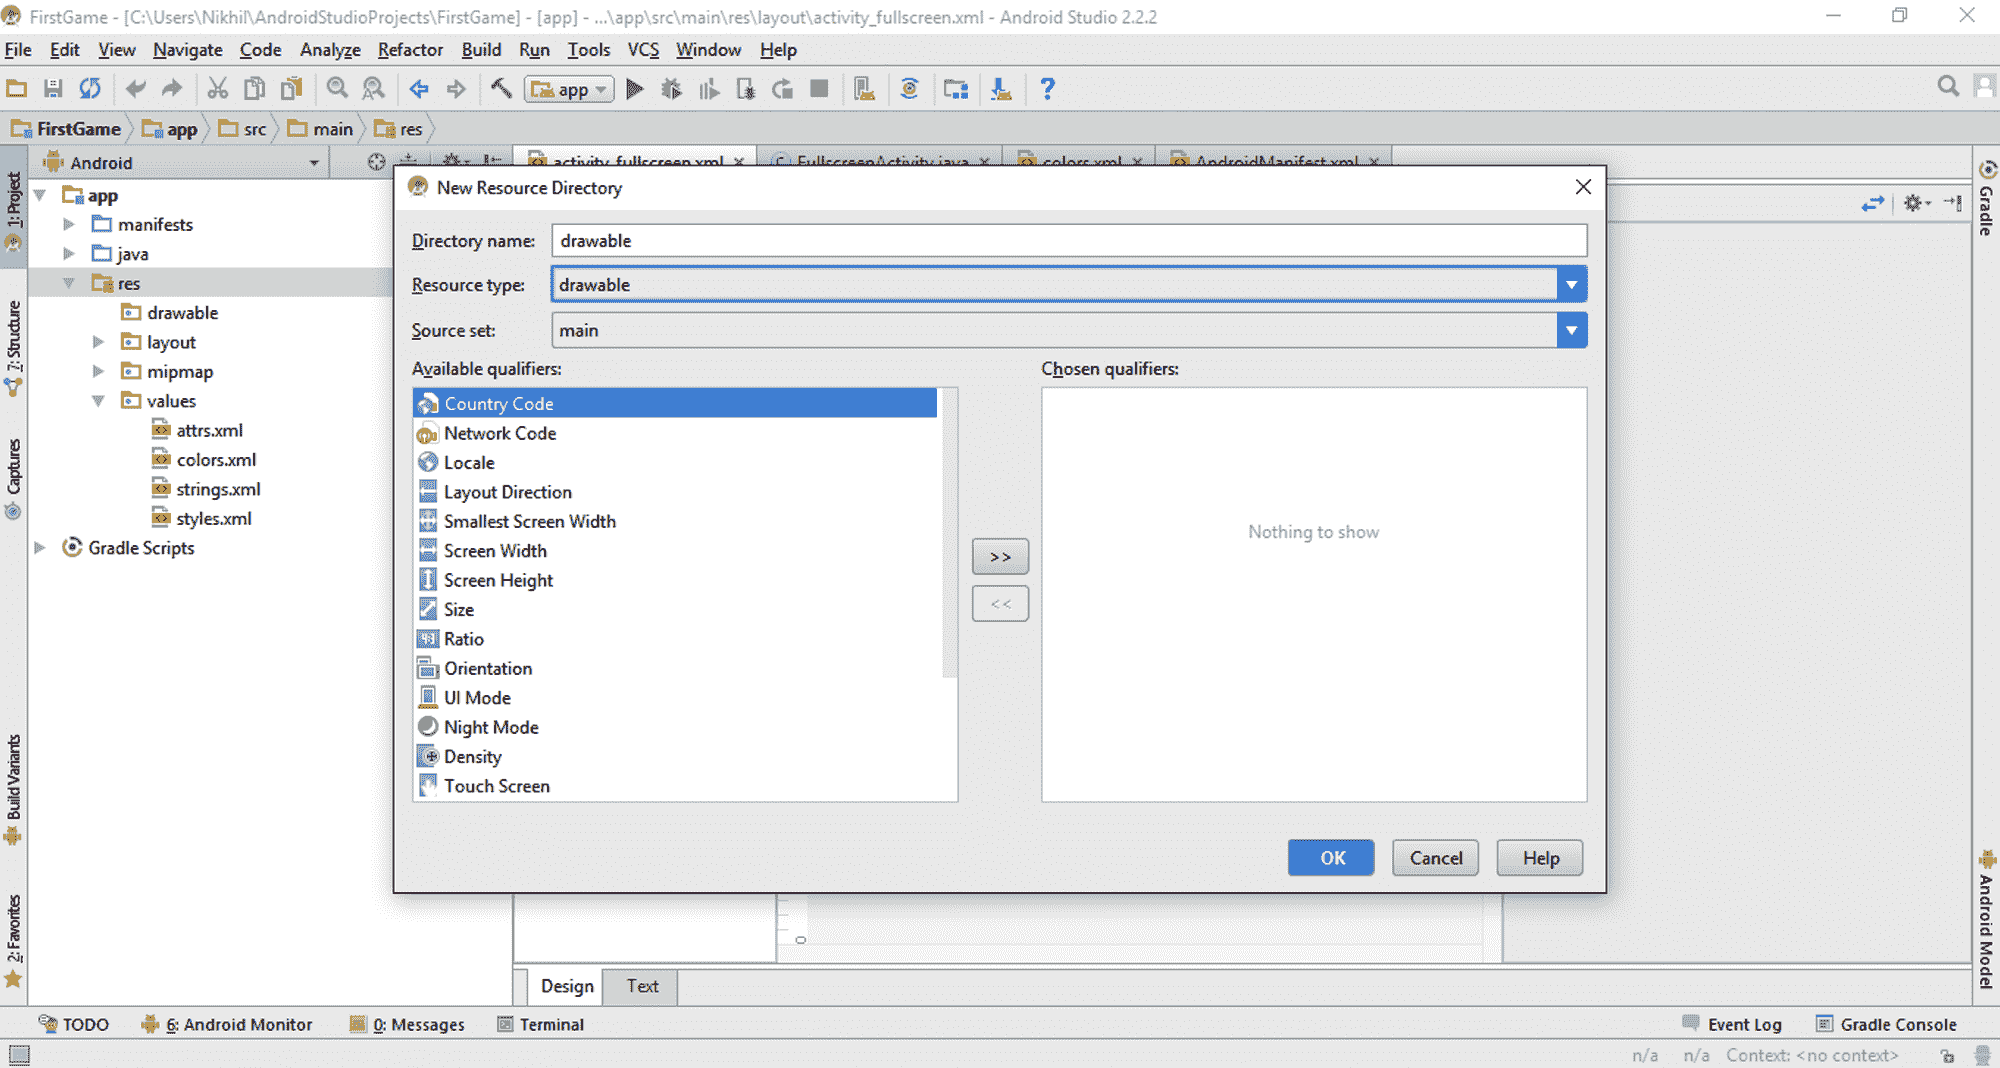 FirstGame - [C:\Users\Nikhil\AndroidStudioProjects\FirstGame] - [app] - ...\app\src\main\res\layout\activity_fullscreen.xml - Android Studio 2.2.2
File Edit View Navigate Code Analyze Refactor Build Run Tools VCS Window Help
app
FirstGame app src main res
Android
activity_fullscreen.xml FullscreenActivity.java colors.xml AndroidManifest.xml
1: Project
7: Structure
Captures
Build Variants
2: Favorites
app
manifests
java
res
drawable
layout
mipmap
values
attrs.xml
colors.xml
strings.xml
styles.xml
Gradle Scripts
New Resource Directory
Directory name: drawable
Resource type: drawable
Source set: main
Available qualifiers:
Country Code
Network Code
Locale
Layout Direction
Smallest Screen Width
Screen Width
Screen Height
Size
Ratio
Orientation
UI Mode
Night Mode
Density
Touch Screen
>>
<<
Chosen qualifiers:
Nothing to show
OK Cancel Help
Gradle
Android Model
0
Design Text
TODO 6: Android Monitor 0: Messages Terminal Event Log Gradle Console
n/a n/a Context: <no context>